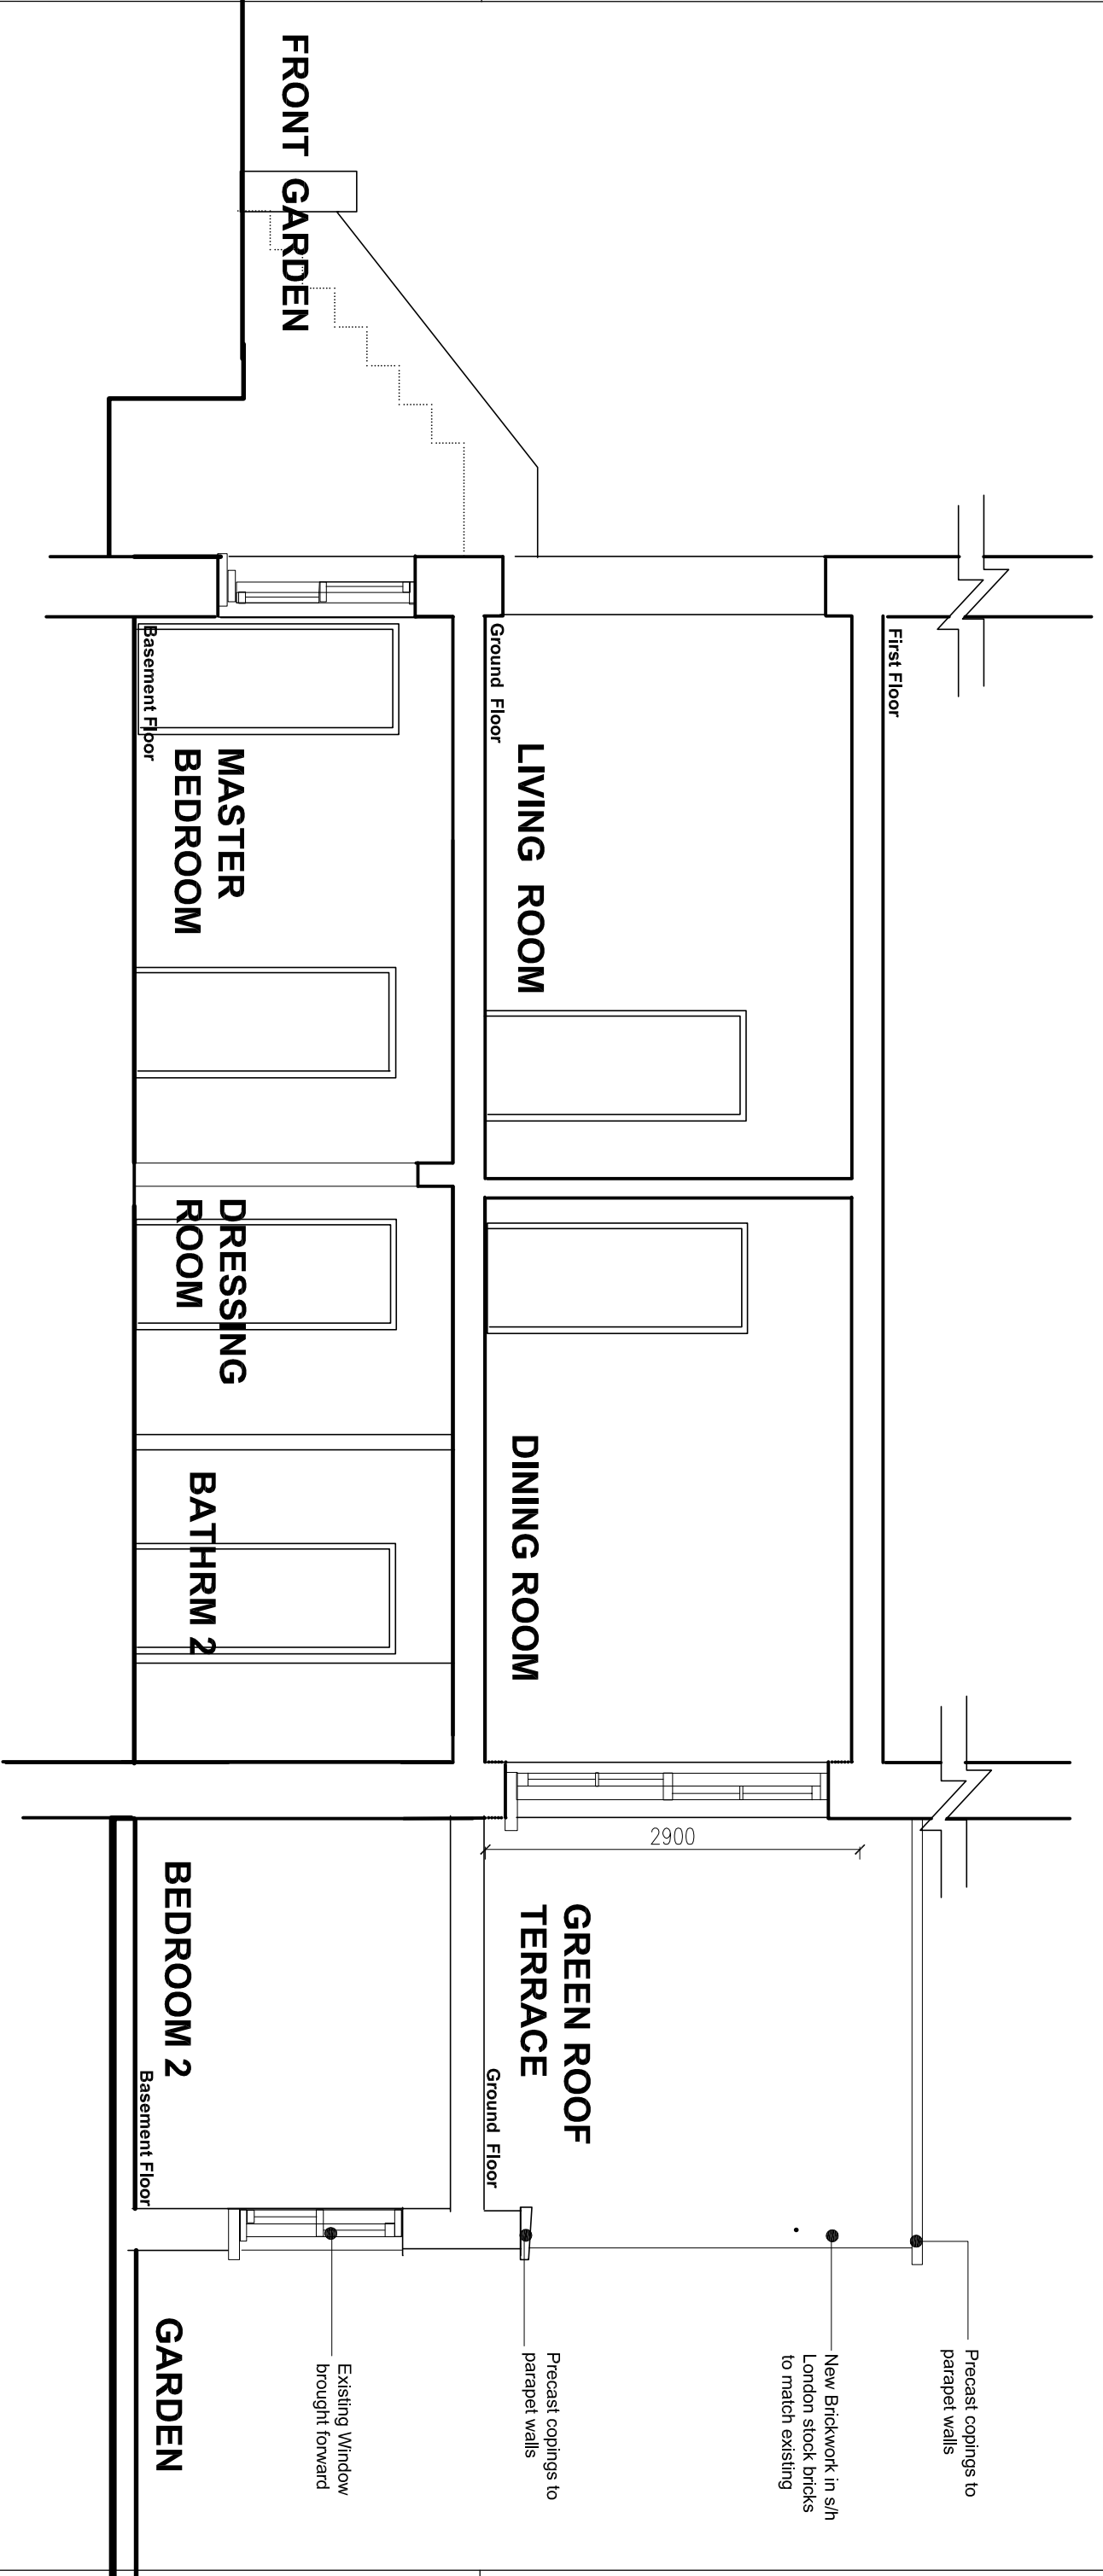 First Floor
FRONT GARDEN
LIVING ROOM
Ground Floor
DINING ROOM
2900
GREEN ROOF
TERRACE
Ground Floor
MASTER
BEDROOM
Basement Floor
DRESSING
ROOM
BATHRM 2
BEDROOM 2
Basement Floor
GARDEN
Precast copings to
parapet walls
New Brickwork in s/h
London stock bricks
to match existing
Precast copings to
parapet walls
Existing Window
brought forward